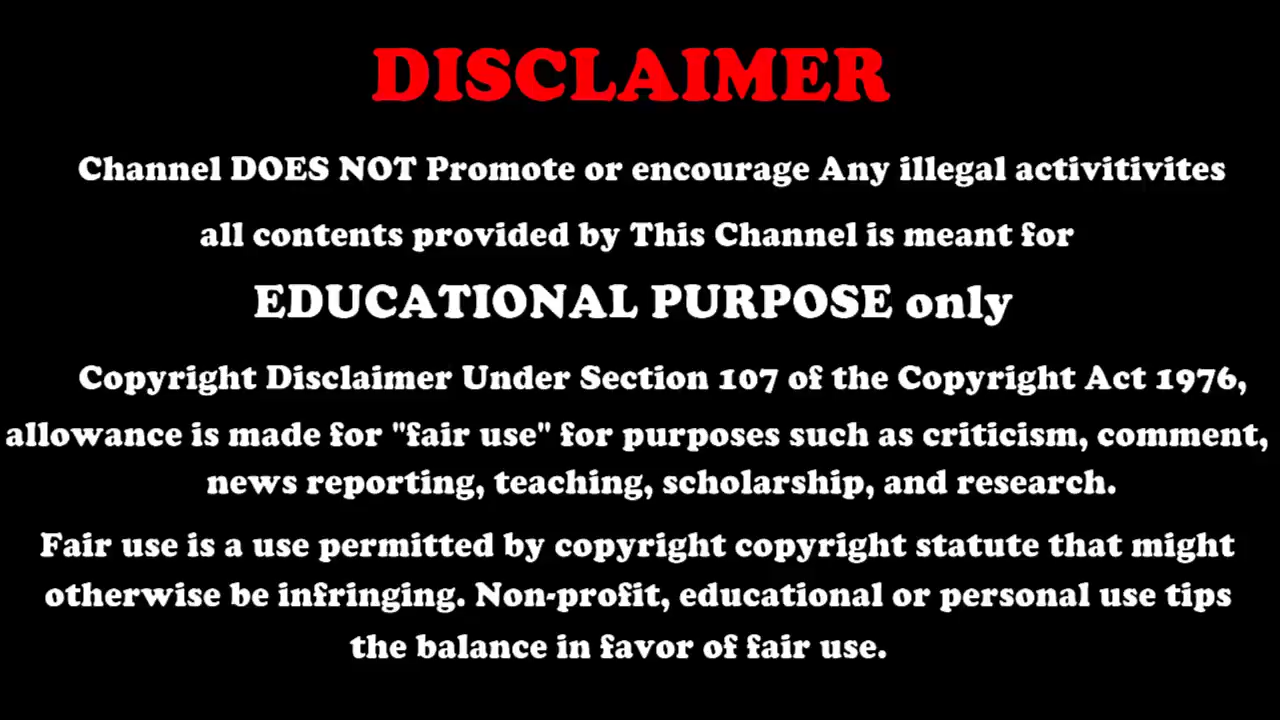 DISCLAIMER
Channel DOES NOT Promote or encourage Any illegal activitivites
all contents provided by This Channel is meant for
EDUCATIONAL PURPOSE only
Copyright Disclaimer Under Section 107 of the Copyright Act 1976,
allowance is made for "fair use" for purposes such as criticism, comment,
news reporting, teaching, scholarship, and research.
Fair use is a use permitted by copyright copyright statute that might
otherwise be infringing. Non-profit, educational or personal use tips
the balance in favor of fair use.